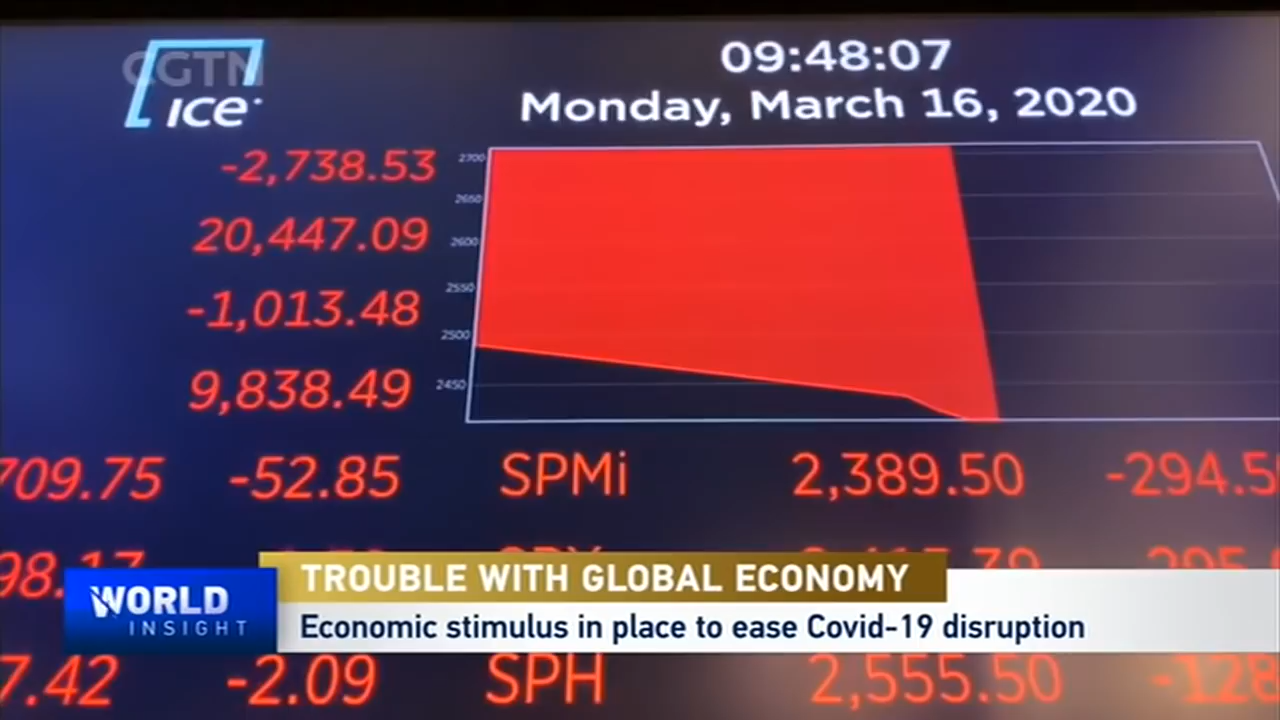 CGTN
ice
09:48:07
Monday, March 16, 2020
-2,738.53
20,447.09
-1,013.48
9,838.49
2700
2650
2600
2550
2500
2450
709.75 -52.85 SPMi 2,389.50 -294.5
98.17
TROUBLE WITH GLOBAL ECONOMY
WORLD
INSIGHT
Economic stimulus in place to ease Covid-19 disruption
7.42 -2.09 SPH 2,555.50 -128